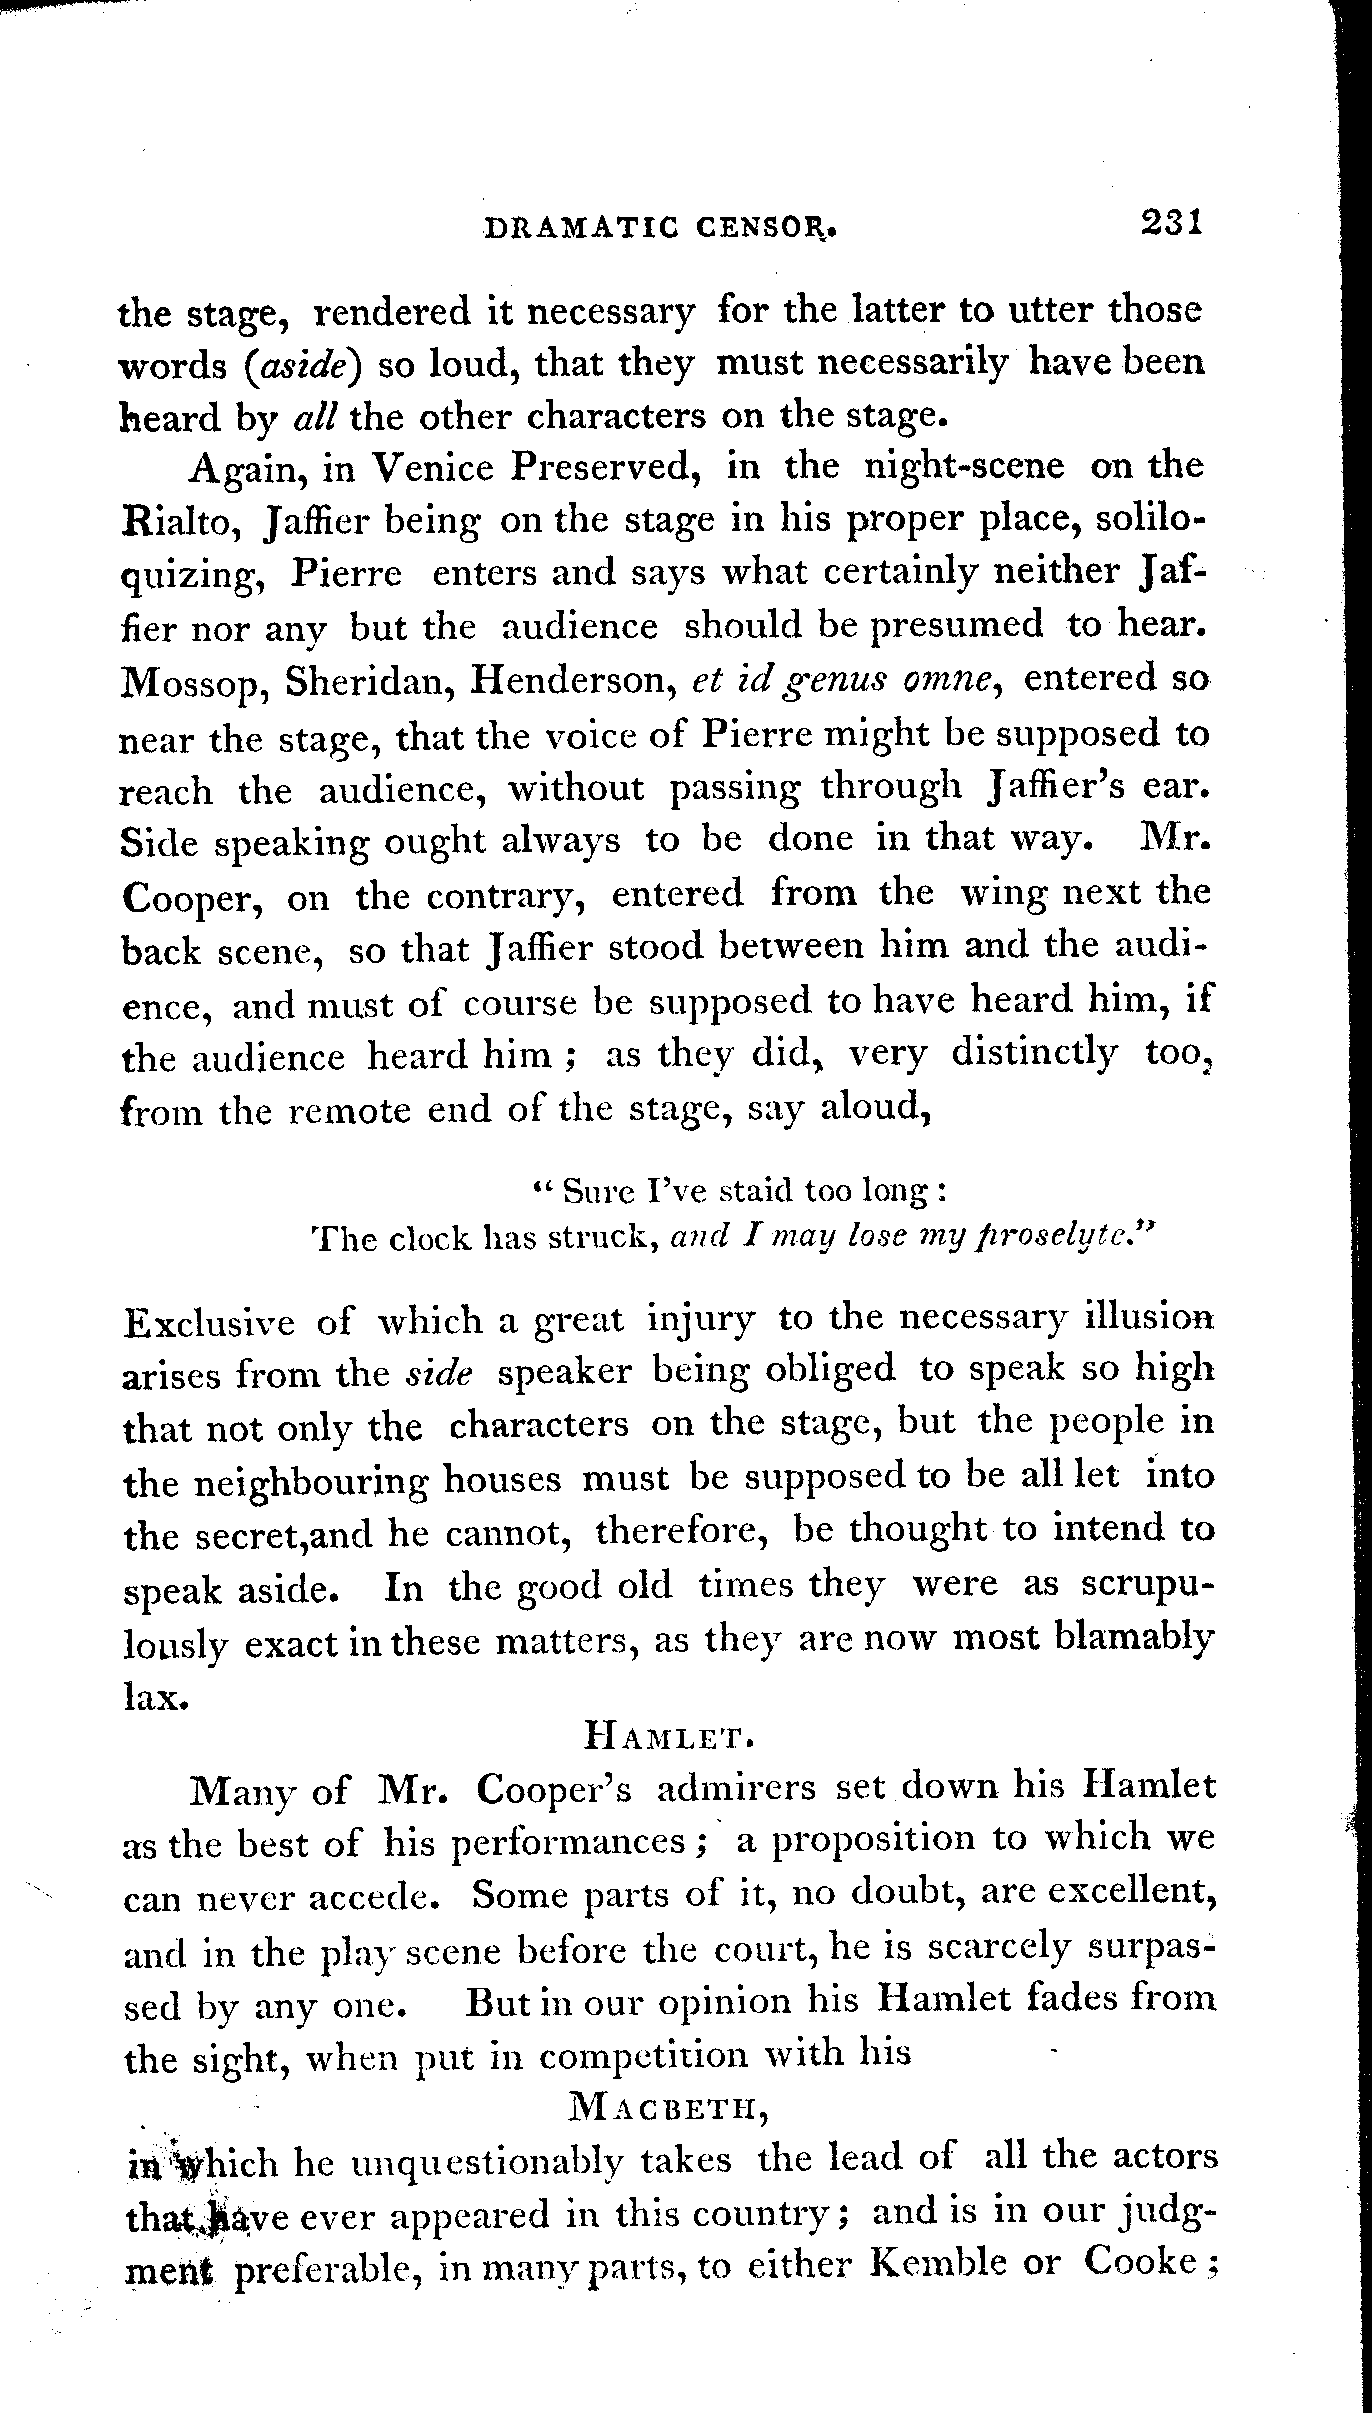 DRAMATIC CENSOR. 231
the stage, rendered it necessary for the latter to utter those
words (aside) so loud, that they must necessarily have been
heard by all the other characters on the stage.
Again, in Venice Preserved, in the night-scene on the
Rialto, Jaffier being on the stage in his proper place, solilo-
quizing, Pierre enters and says what certainly neither Jaf-
fier nor any but the audience should be presumed to hear.
Mossop, Sheridan, Henderson, et id genus omne, entered so
near the stage, that the voice of Pierre might be supposed to
reach the audience, without passing through Jaffier's ear.
Side speaking ought always to be done in that way. Mr.
Cooper, on the contrary, entered from the wing next the
back scene, so that Jaffier stood between him and the audi-
ence, and must of course be supposed to have heard him, if
the audience heard him ; as they did, very distinctly too,
from the remote end of the stage, say aloud,
“ Sure I've staid too long :
The clock has struck, and I may lose my proselyte.”
Exclusive of which a great injury to the necessary illusion
arises from the side speaker being obliged to speak so high
that not only the characters on the stage, but the people in
the neighbouring houses must be supposed to be all let into
the secret,and he cannot, therefore, be thought to intend to
speak aside. In the good old times they were as scrupu-
lously exact in these matters, as they are now most blamably
lax.
HAMLET.
Many of Mr. Cooper's admirers set down his Hamlet
as the best of his performances ; a proposition to which we
can never accede. Some parts of it, no doubt, are excellent,
and in the play scene before the court, he is scarcely surpas-
sed by any one. But in our opinion his Hamlet fades from
the sight, when put in competition with his
MACBETH,
in which he unquestionably takes the lead of all the actors
that have ever appeared in this country ; and is in our judg-
ment preferable, in many parts, to either Kemble or Cooke ;